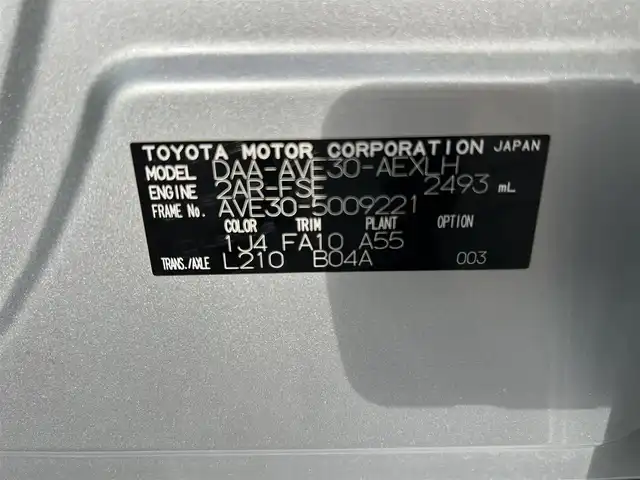 TOYOTA MOTOR CORPORATION JAPAN
MODEL DAA-AVE30-AEXLH
ENGINE 2AR-FSE 2493 mL
FRAME No. AVE30-5009221
COLOR TRIM PLANT OPTION
1J4 FA10 A55
TRANS./AXLE L210 B04A 003